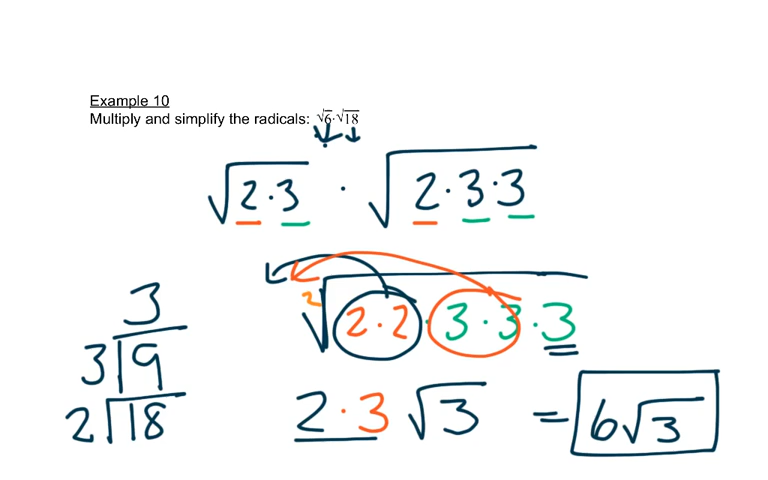 Example 10
Multiply and simplify the radicals: √6·√18
√2·3 · √2·3·3
²√2·2·3·3·3
3
3|9
2|18
2·3√3 = 6√3